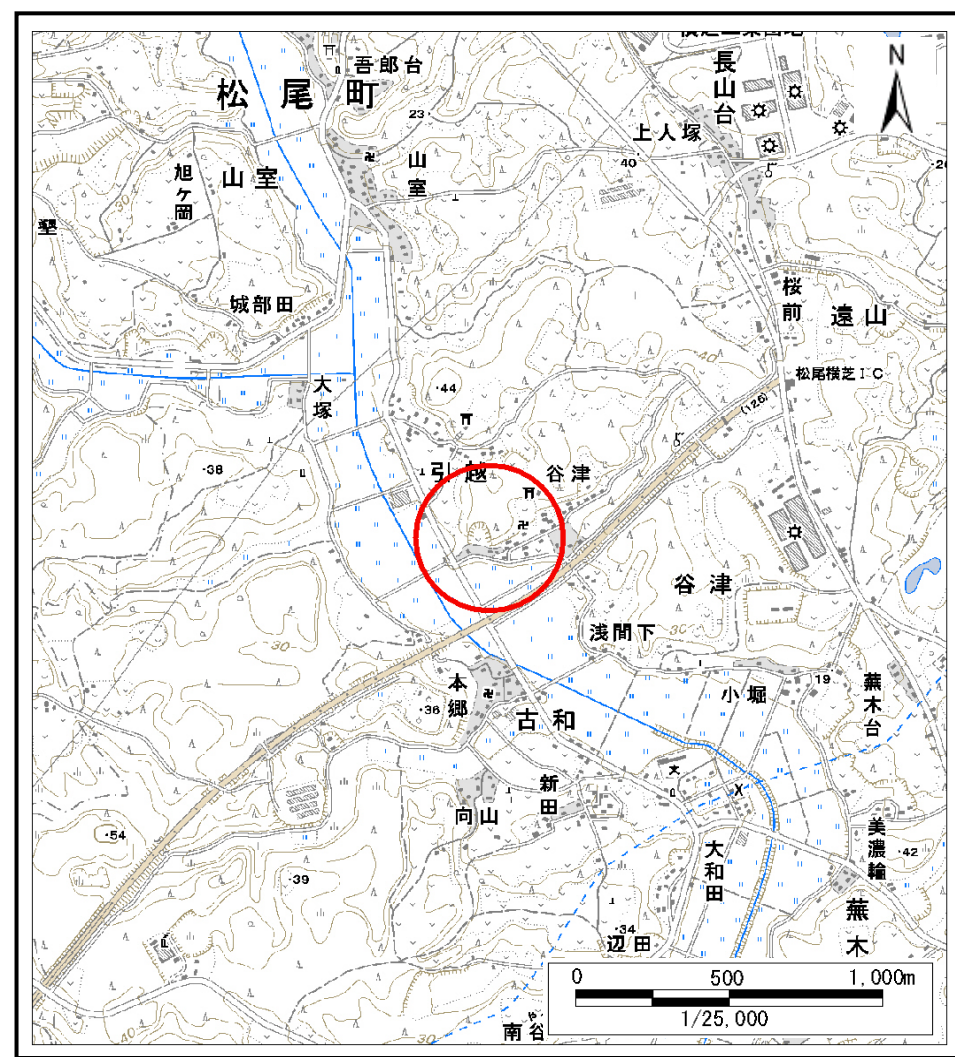 吾郎台
松尾町
長山台
N
23
上人塚
山室
40
旭ヶ岡
山室
30
墾
城部田
桜前
遠山
40
松尾横芝IC
大塚
44
(126)
38
引越
谷津
谷津
30
浅間下
30
本郷
36
小堀
19
蕪木台
古和
新田
向山
54
39
美濃輪
42
大和田
蕪木
34
辺田
南谷
0 500 1,000m
1/25,000